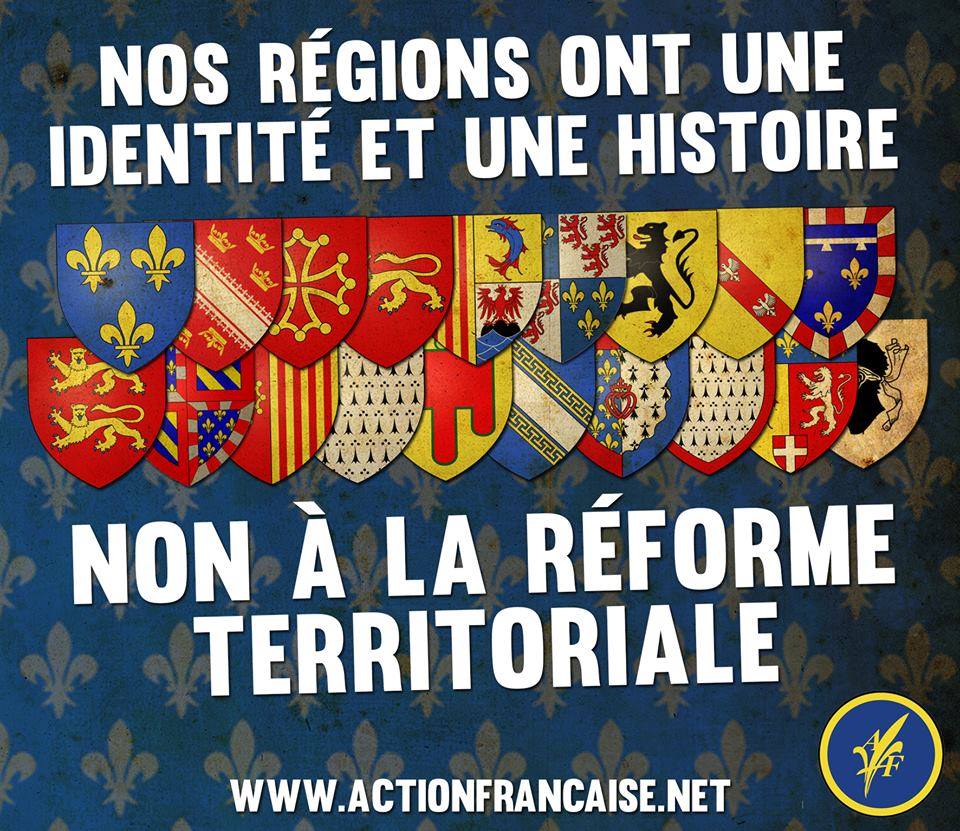 NOS RÉGIONS ONT UNE
IDENTITÉ ET UNE HISTOIRE
NON À LA RÉFORME
TERRITORIALE
AF
WWW.ACTIONFRANCAISE.NET